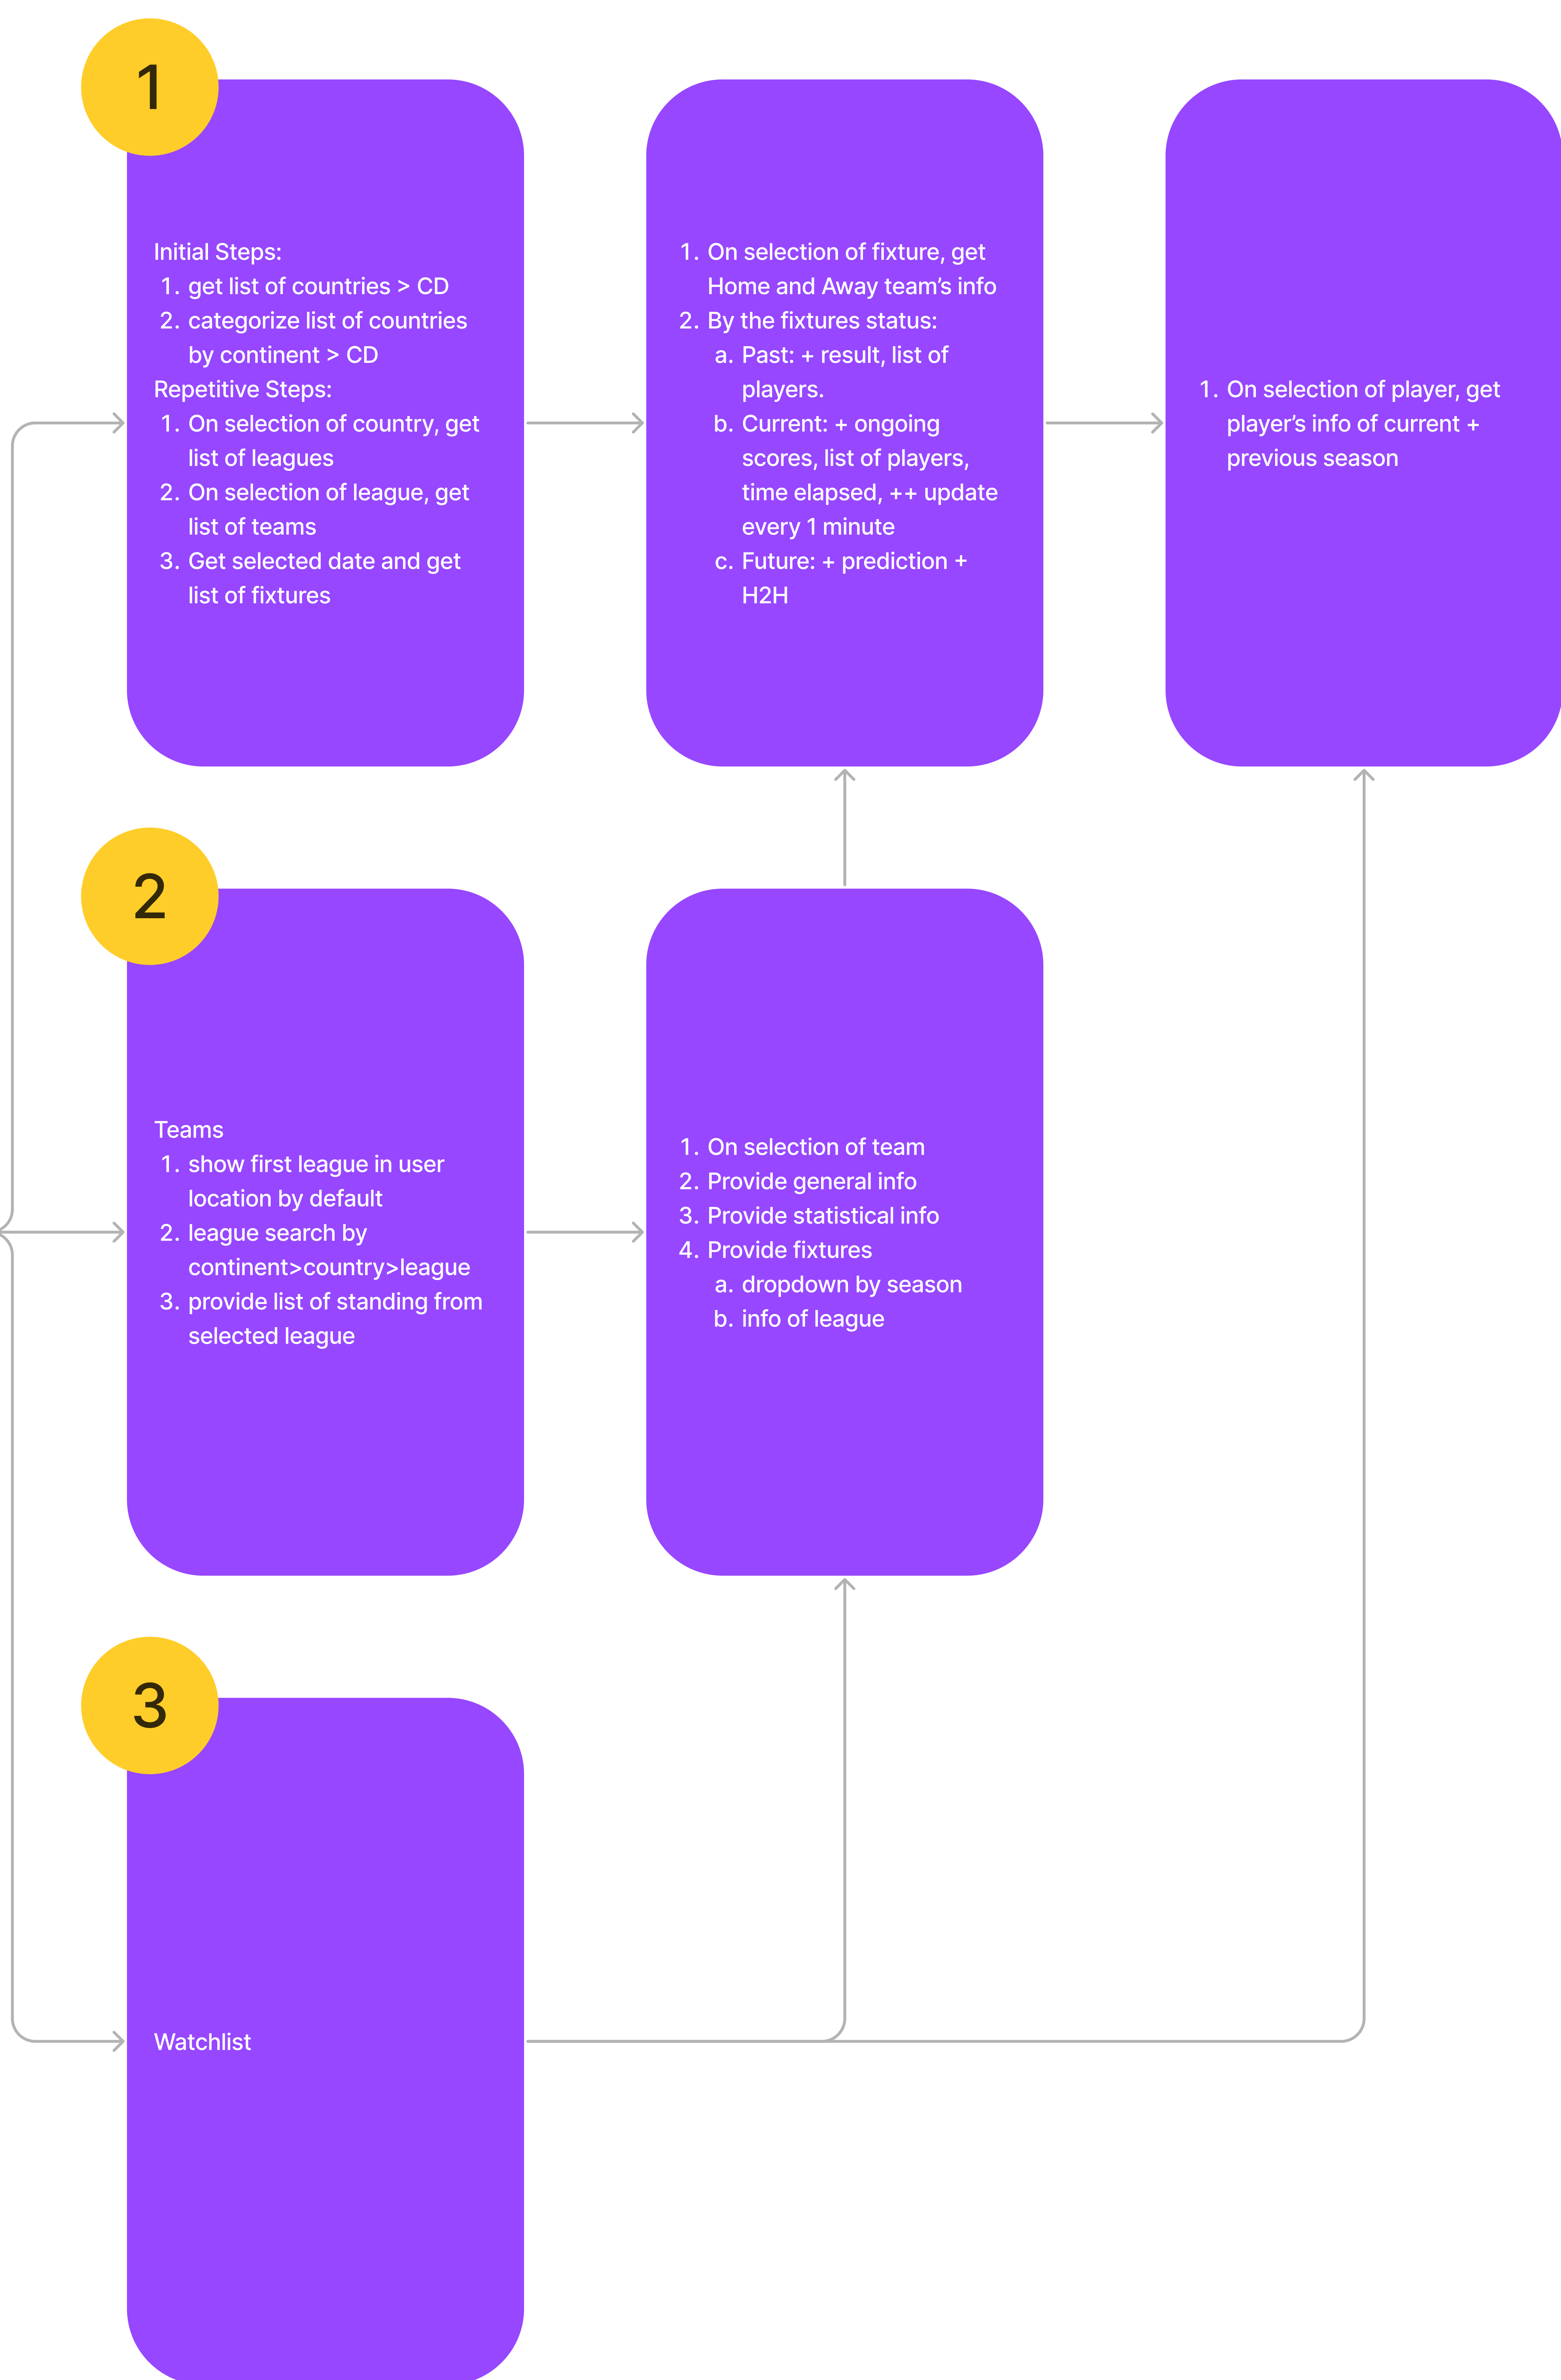 1
Initial Steps:
1. get list of countries > CD
2. categorize list of countries
by continent > CD
Repetitive Steps:
1. On selection of country, get
list of leagues
2. On selection of league, get
list of teams
3. Get selected date and get
list of fixtures
1. On selection of fixture, get
Home and Away team’s info
2. By the fixtures status:
a. Past: + result, list of
players.
b. Current: + ongoing
scores, list of players,
time elapsed, ++ update
every 1 minute
c. Future: + prediction +
H2H
1. On selection of player, get
player’s info of current +
previous season
2
Teams
1. show first league in user
location by default
2. league search by
continent>country>league
3. provide list of standing from
selected league
1. On selection of team
2. Provide general info
3. Provide statistical info
4. Provide fixtures
a. dropdown by season
b. info of league
3
Watchlist